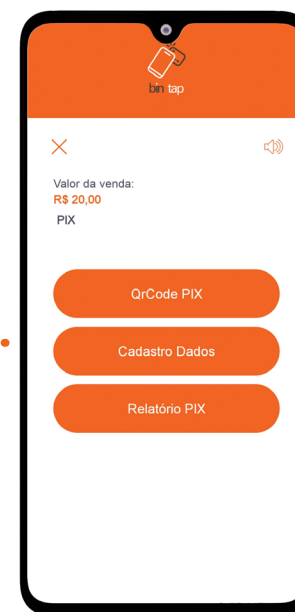 bin tap
Valor da venda:
R$ 20,00
PIX
QrCode PIX
Cadastro Dados
Relatório PIX